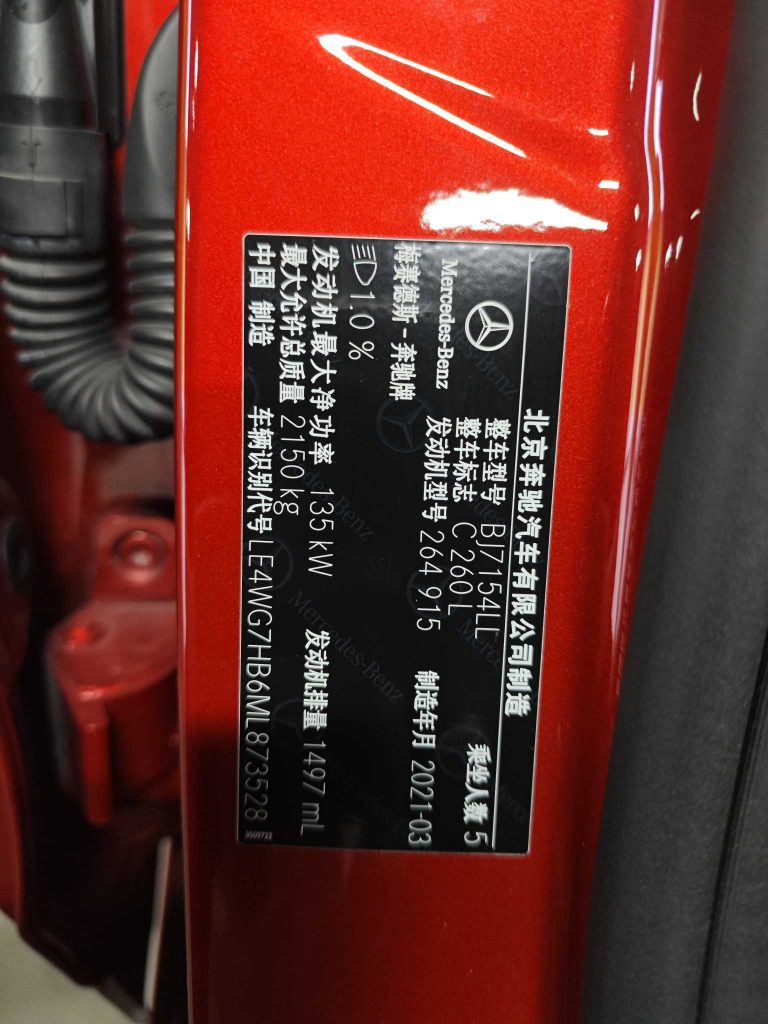 北京奔驰汽车有限公司制造
Mercedes-Benz
梅赛德斯-奔驰牌
整车型号 BJ7154LL
整车标志 C 260 L
乘坐人数 5
发动机型号 264 915
制造年月 2021-03
1.0 %
发动机最大净功率 135 kW
发动机排量 1497 mL
最大允许总质量 2150 kg
中国 制造
车辆识别代号 LE4WG7HB6ML873528
3509723